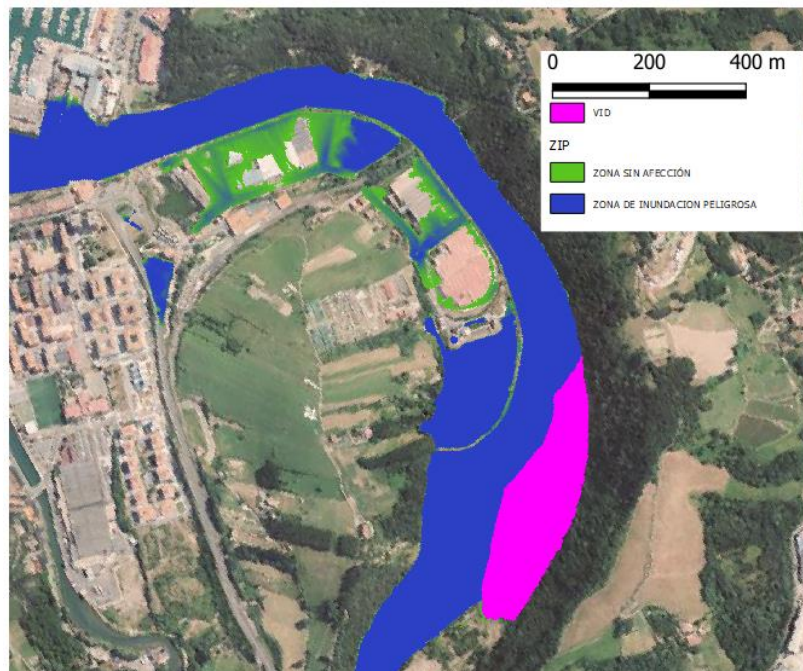 0 200 400 m
VID
ZIP
ZONA SIN AFECCIÓN
ZONA DE INUNDACION PELIGROSA